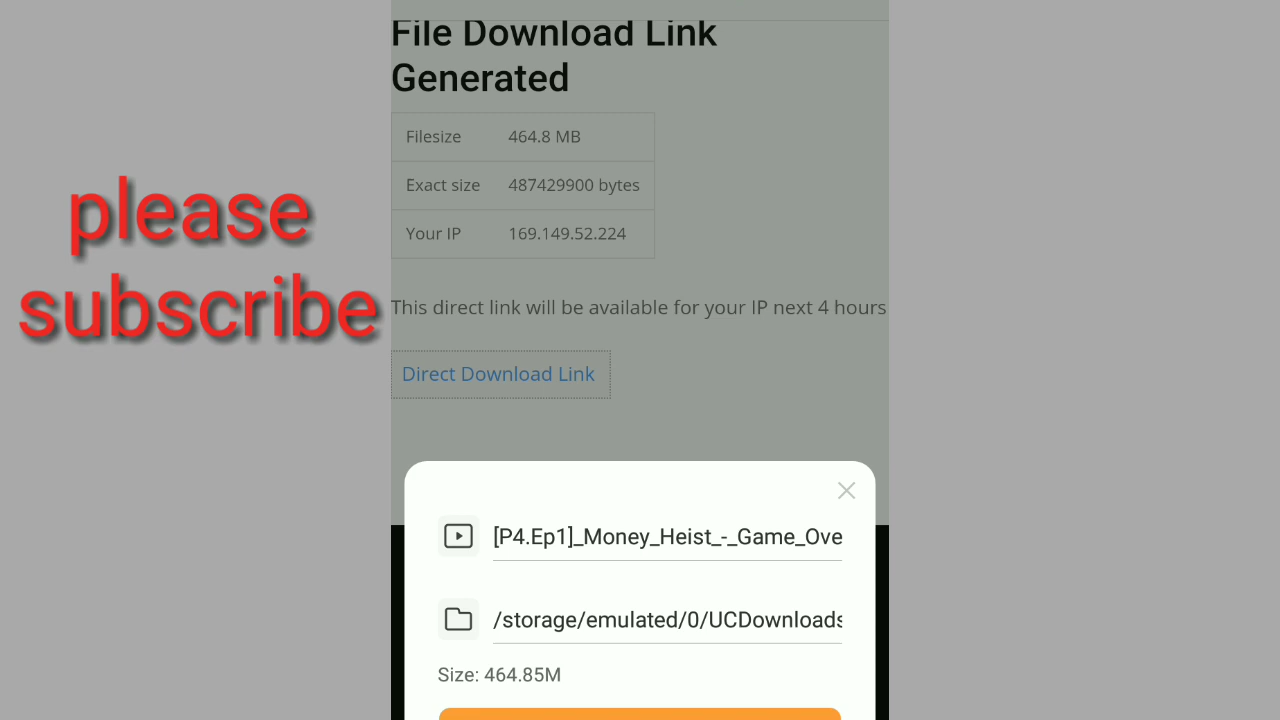 please
subscribe
File Download Link
Generated
Filesize 464.8 MB
Exact size 487429900 bytes
Your IP 169.149.52.224
This direct link will be available for your IP next 4 hours
Direct Download Link
[P4.Ep1]_Money_Heist_-_Game_Ove
/storage/emulated/0/UCDownloads
Size: 464.85M